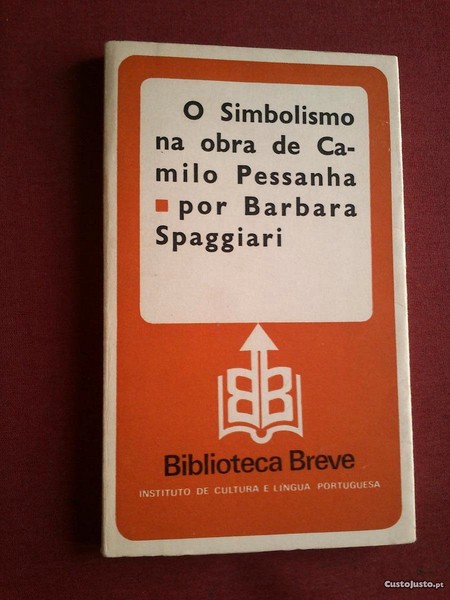 O Simbolismo
na obra de Ca-
milo Pessanha
▪ por Barbara
Spaggiari
BB
Biblioteca Breve
INSTITUTO DE CULTURA E LÍNGUA PORTUGUESA
CustoJusto.pt